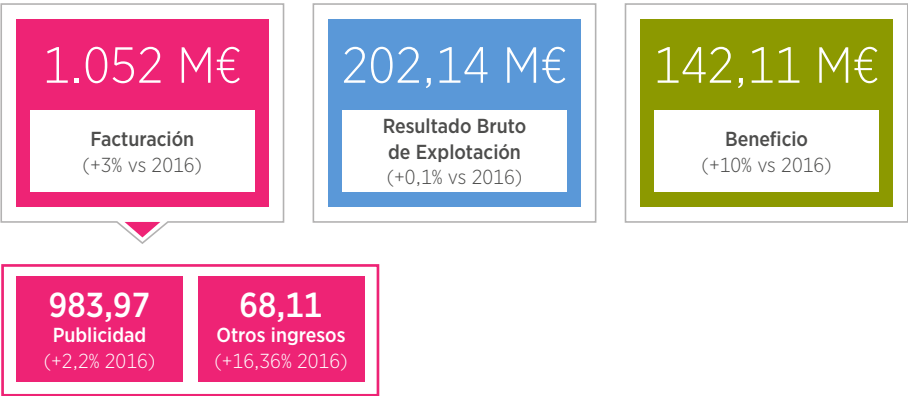 1.052 M€
Facturación
(+3% vs 2016)
202,14 M€
Resultado Bruto
de Explotación
(+0,1% vs 2016)
142,11 M€
Beneficio
(+10% vs 2016)
983,97
Publicidad
(+2,2% 2016)
68,11
Otros ingresos
(+16,36% 2016)